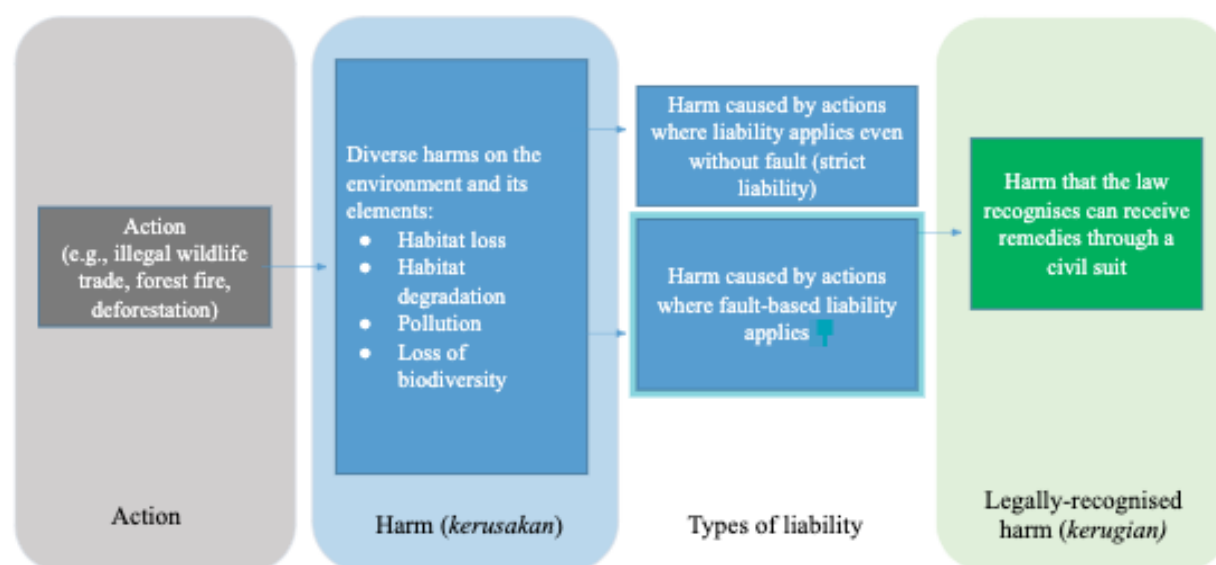 Action
(e.g., illegal wildlife
trade, forest fire,
deforestation)
Action
Diverse harms on the
environment and its
elements:
● Habitat loss
● Habitat
degradation
● Pollution
● Loss of
biodiversity
Harm (kerusakan)
Harm caused by actions
where liability applies even
without fault (strict
liability)
Harm caused by actions
where fault-based liability
applies
Types of liability
Harm that the law
recognises can receive
remedies through a
civil suit
Legally-recognised
harm (kerugian)